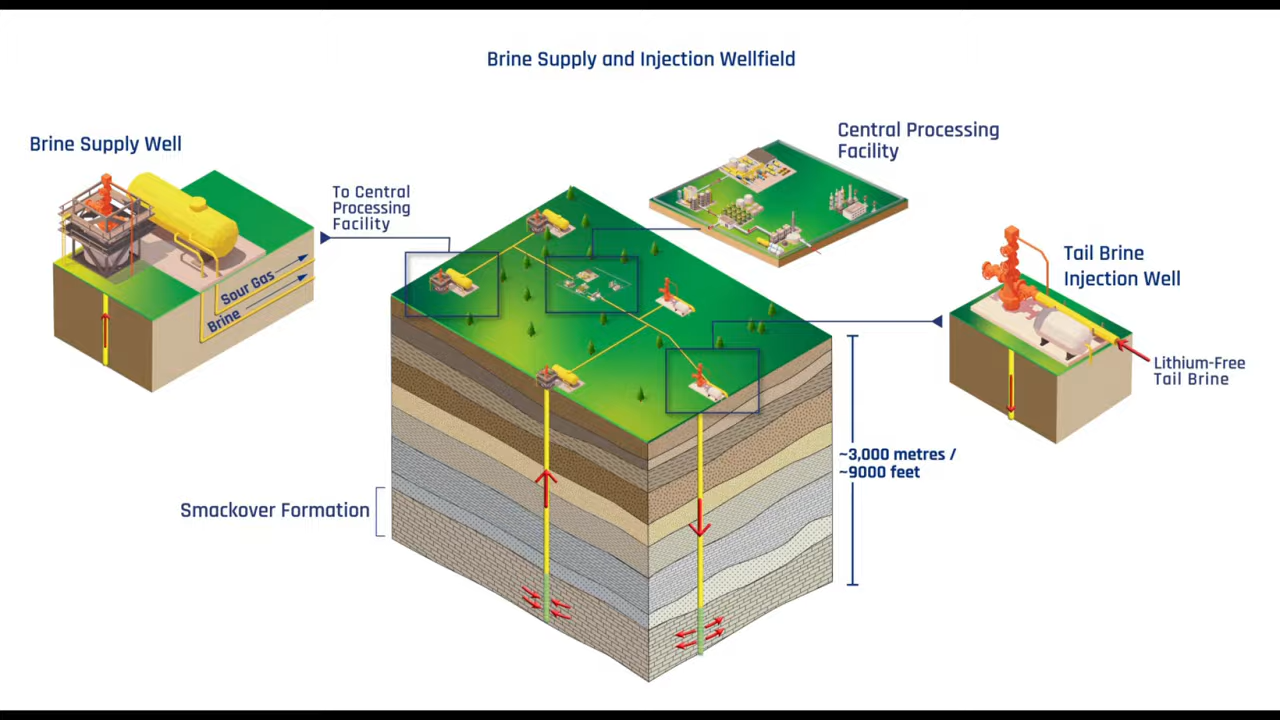 Brine Supply and Injection Wellfield
Brine Supply Well
To Central
Processing
Facility
Central Processing
Facility
Tail Brine
Injection Well
Sour Gas
Brine
Lithium-Free
Tail Brine
~3,000 metres /
~9000 feet
Smackover Formation